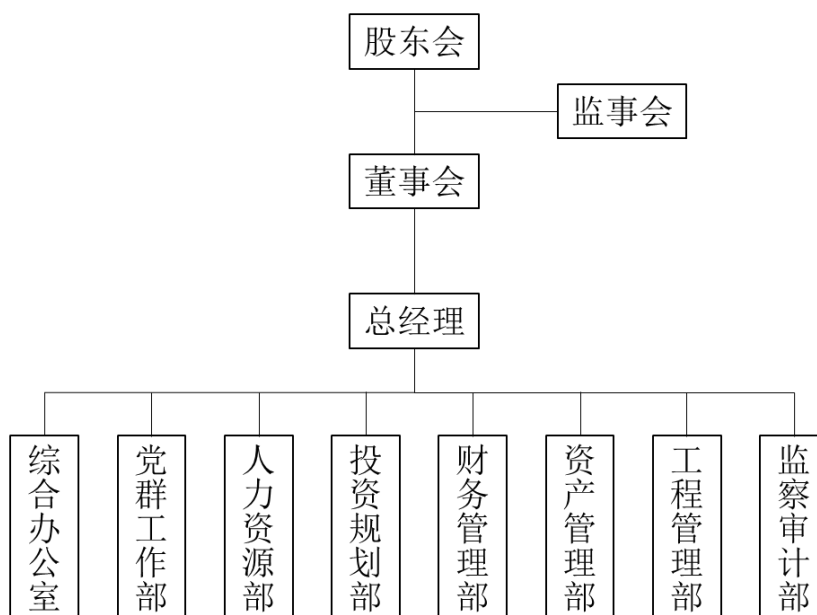 股东会
监事会
董事会
总经理
综合办公室
党群工作部
人力资源部
投资规划部
财务管理部
资产管理部
工程管理部
监察审计部